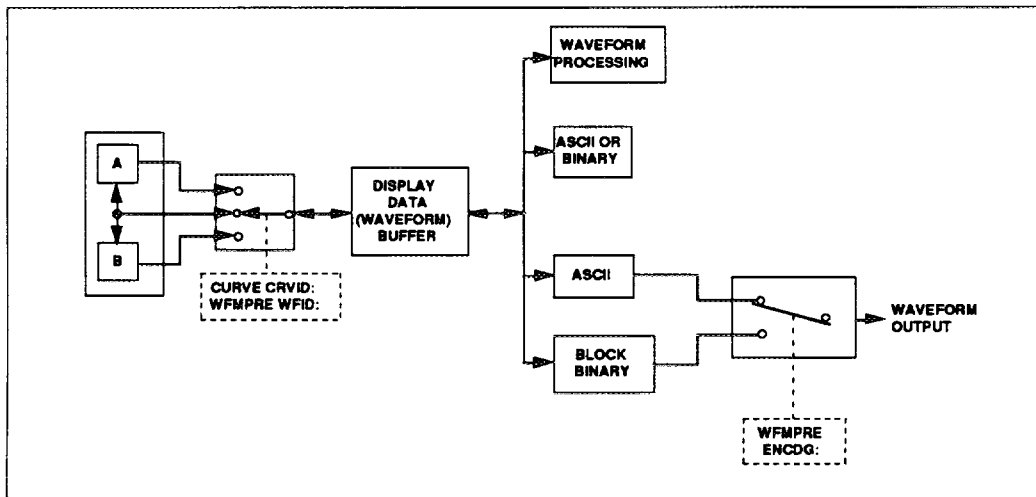 WAVEFORM
PROCESSING
A
ASCII OR
BINARY
DISPLAY
DATA
(WAVEFORM)
BUFFER
B
CURVE CRVID:
WFMPRE WFID:
ASCII
WAVEFORM
OUTPUT
BLOCK
BINARY
WFMPRE
ENCDG: